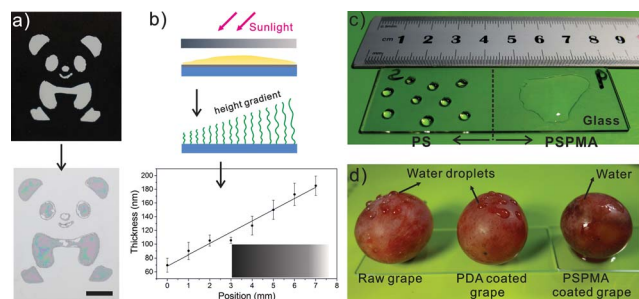 a)
b)
Sunlight
height gradient
Thickness (nm)
200
180
160
140
120
100
80
60
0 1 2 3 4 5 6 7 8
Position (mm)
c)
cm 1 2 3 4 5 6 7 8 9
Glass
PS
PSPMA
d)
Water droplets
Water
Raw grape
PDA coated
grape
PSPMA
coated grape